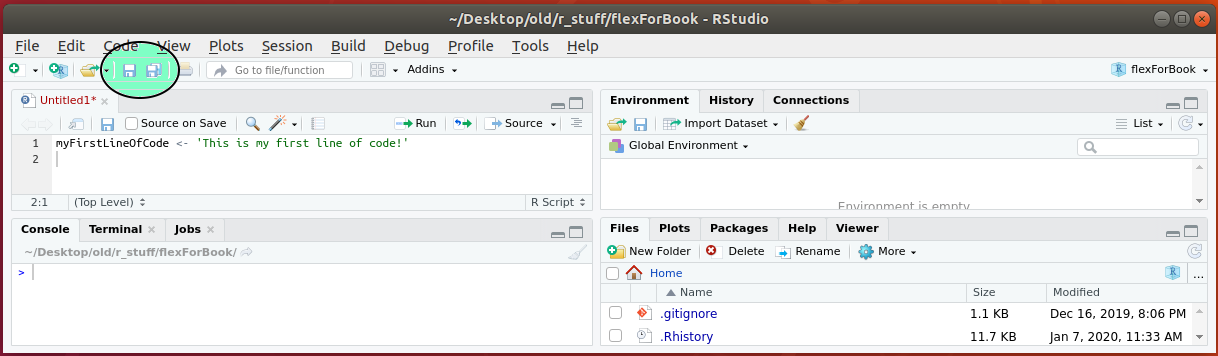 ~/Desktop/old/r_stuff/flexForBook - RStudio
File Edit Code View Plots Session Build Debug Profile Tools Help
Go to file/function Addins flexForBook
Untitled1*
Source on Save Run Source
1 myFirstLineOfCode <- 'This is my first line of code!'
2
2:1 (Top Level) R Script
Console Terminal Jobs
~/Desktop/old/r_stuff/flexForBook/
>
Environment History Connections
Import Dataset List
Global Environment
Environment is empty
Files Plots Packages Help Viewer
New Folder Delete Rename More
Home ...
Name Size Modified
.gitignore 1.1 KB Dec 16, 2019, 8:06 PM
.Rhistory 11.7 KB Jan 7, 2020, 11:33 AM